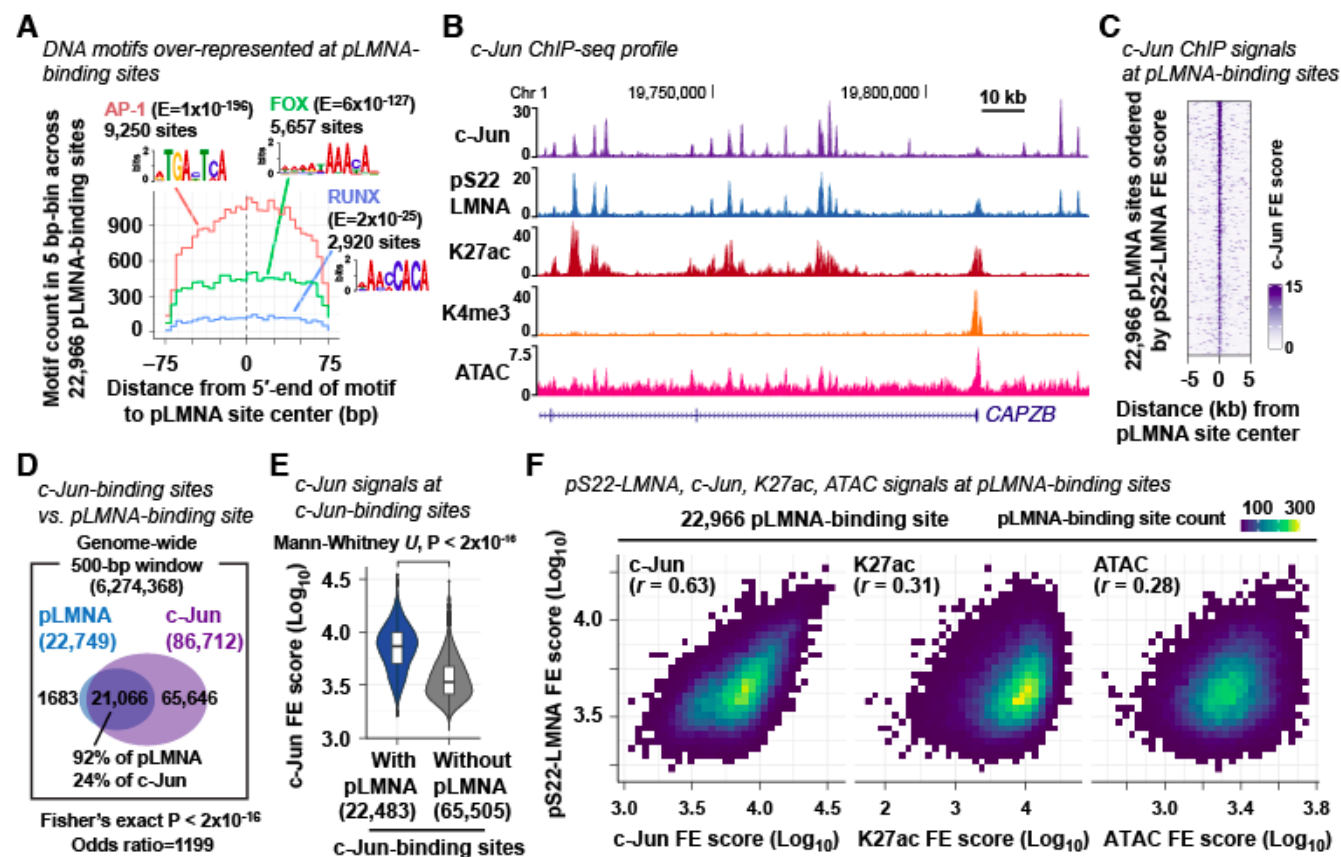 A
DNA motifs over-represented at pLMNA-
binding sites
Motif count in 5 bp-bin across
22,966 pLMNA-binding sites
AP-1 (E=1x10⁻¹⁹⁶)
9,250 sites
FOX (E=6x10⁻¹²⁷)
5,657 sites
RUNX
(E=2x10⁻²⁵)
2,920 sites
bits
2
0
bits
2
0
bits
2
0
900
600
300
0
–75
0
75
Distance from 5′-end of motif
to pLMNA site center (bp)
B
c-Jun ChIP-seq profile
Chr 1
19,750,000
19,800,000
10 kb
c-Jun
30
0
pS22
LMNA
20
0
K27ac
40
0
K4me3
40
0
ATAC
7.5
0
CAPZB
C
c-Jun ChIP signals
at pLMNA-binding sites
22,966 pLMNA sites ordered
by pS22-LMNA FE score
c-Jun FE score
15
0
-5 0 5
Distance (kb) from
pLMNA site center
D
c-Jun-binding sites
vs. pLMNA-binding site
Genome-wide
500-bp window
(6,274,368)
pLMNA
(22,749)
c-Jun
(86,712)
1683
21,066
65,646
92% of pLMNA
24% of c-Jun
Fisher's exact P < 2x10⁻¹⁶
Odds ratio=1199
E
c-Jun signals at
c-Jun-binding sites
Mann-Whitney U, P < 2x10⁻¹⁶
c-Jun FE score (Log₁₀)
4.5
4.0
3.5
3.0
With
pLMNA
(22,483)
Without
pLMNA
(65,505)
c-Jun-binding sites
F
pS22-LMNA, c-Jun, K27ac, ATAC signals at pLMNA-binding sites
22,966 pLMNA-binding site
pLMNA-binding site count
100 300
pS22-LMNA FE score (Log₁₀)
4.0
3.5
c-Jun
(r = 0.63)
K27ac
(r = 0.31)
ATAC
(r = 0.28)
3.0 3.5 4.0 4.5
2 3 4
3.0 3.4 3.8
c-Jun FE score (Log₁₀)
K27ac FE score (Log₁₀)
ATAC FE score (Log₁₀)